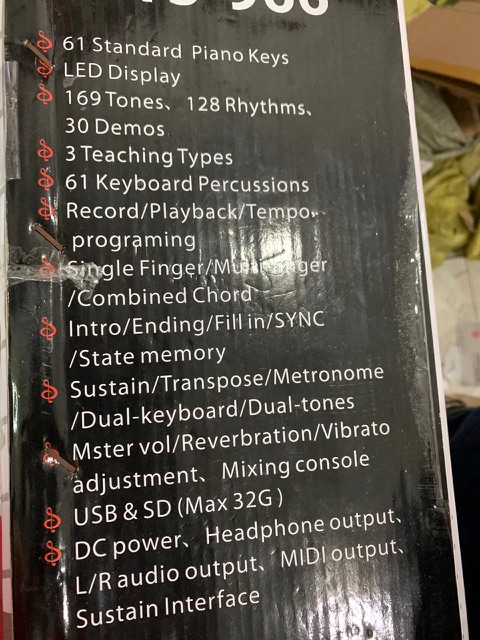 61 Standard Piano Keys
LED Display
169 Tones、128 Rhythms、
30 Demos
3 Teaching Types
61 Keyboard Percussions
Record/Playback/Tempo
programing
Single Finger/Multi finger
/Combined Chord
Intro/Ending/Fill in/SYNC
/State memory
Sustain/Transpose/Metronome
/Dual-keyboard/Dual-tones
Mster vol/Reverbration/Vibrato
adjustment、Mixing console
USB & SD (Max 32G )
DC power、Headphone output、
L/R audio output、MIDI output、
Sustain Interface